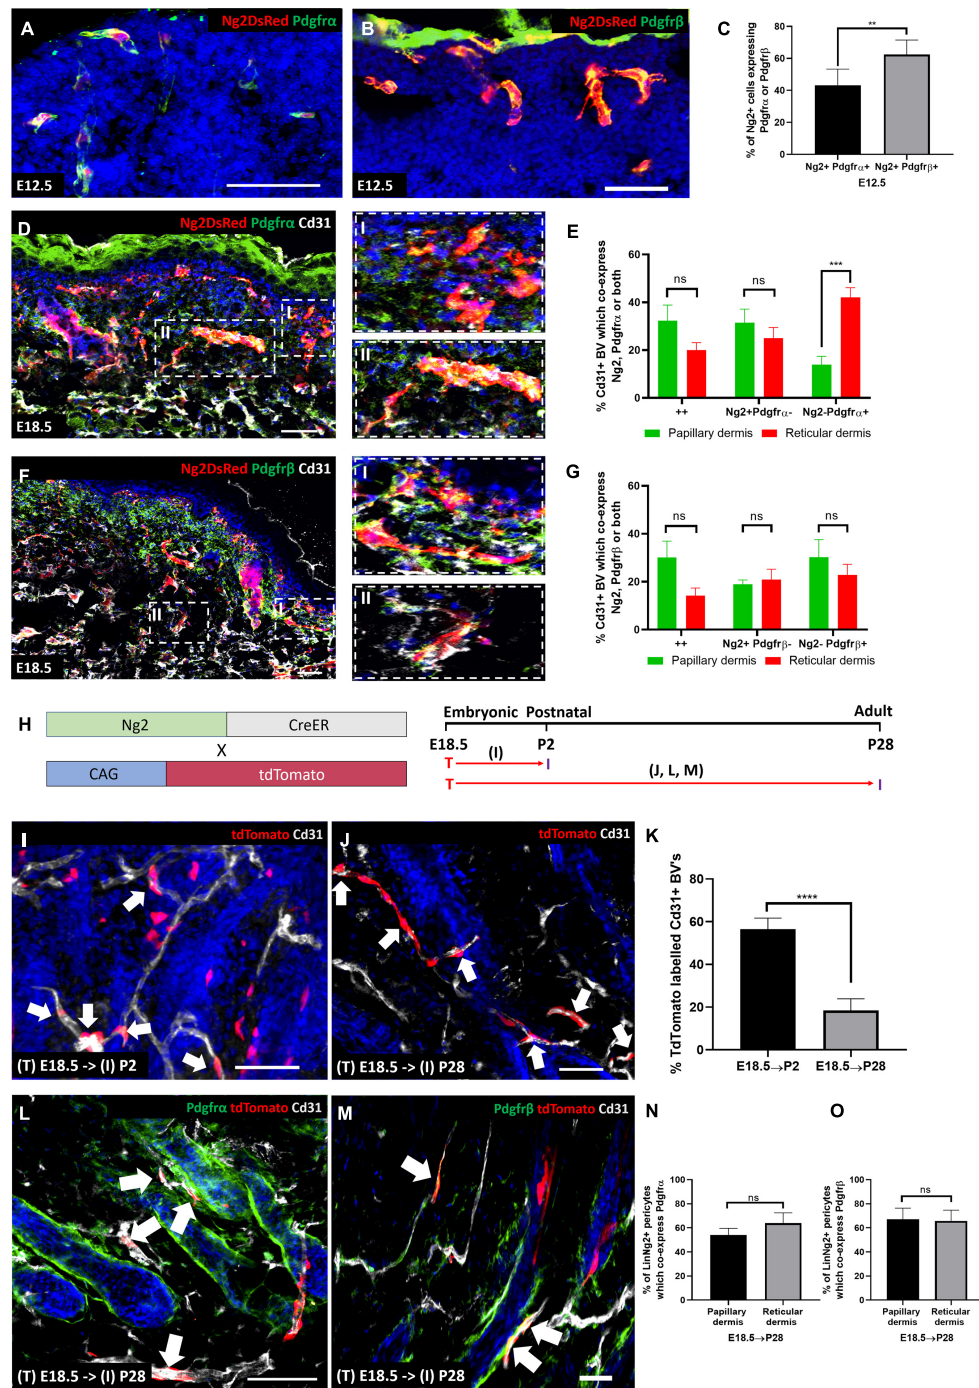 A
Ng2DsRed Pdgfrα
E12.5
B
Ng2DsRed Pdgfrβ
E12.5
C
% of Ng2+ cells expressing
Pdgfrα or Pdgfrβ
80
60
40
20
0
**
Ng2+ Pdgfrα+ Ng2+ Pdgfrβ+
E12.5
D
Ng2DsRed Pdgfrα Cd31
I
II
E18.5
I
II
E
% Cd31+ BV which co-express
Ng2, Pdgfrα or both
60
40
20
0
ns
ns
***
++
Ng2+Pdgfrα-
Ng2-Pdgfrα+
Papillary dermis
Reticular dermis
F
Ng2DsRed Pdgfrβ Cd31
I
II
E18.5
I
II
G
% Cd31+ BV which co-express
Ng2, Pdgfrβ or both
60
40
20
0
ns
ns
ns
++
Ng2+ Pdgfrβ-
Ng2- Pdgfrβ+
Papillary dermis
Reticular dermis
H
Ng2
CreER
X
CAG
tdTomato
Embryonic Postnatal
Adult
E18.5
P2
P28
T
(I)
I
T
(J, L, M)
I
I
tdTomato Cd31
(T) E18.5 -> (I) P2
J
tdTomato Cd31
(T) E18.5 -> (I) P28
K
% TdTomato labelled Cd31+ BV's
80
60
40
20
0
****
E18.5→P2
E18.5→P28
L
Pdgfrα tdTomato Cd31
(T) E18.5 -> (I) P28
M
Pdgfrβ tdTomato Cd31
(T) E18.5 -> (I) P28
N
% of LinNg2+ pericytes
which co-express Pdgfrα
100
80
60
40
20
0
ns
Papillary
dermis
Reticular
dermis
E18.5→P28
O
% of LinNg2+ pericytes
which co-express Pdgfrβ
100
80
60
40
20
0
ns
Papillary
dermis
Reticular
dermis
E18.5→P28